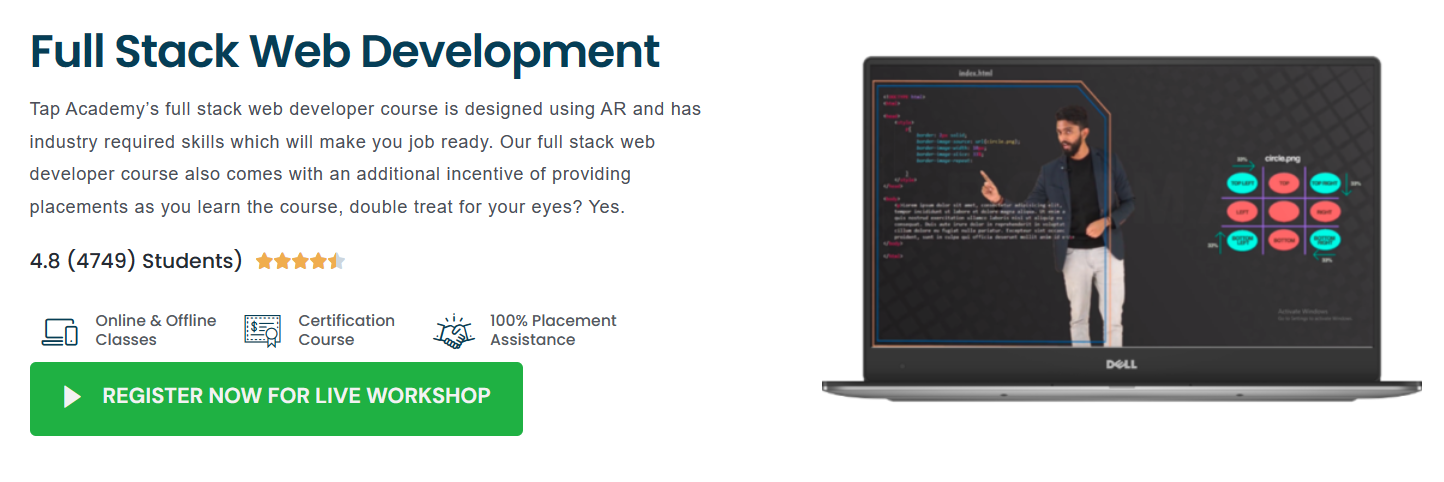 Full Stack Web Development
Tap Academy’s full stack web developer course is designed using AR and has
industry required skills which will make you job ready. Our full stack web
developer course also comes with an additional incentive of providing
placements as you learn the course, double treat for your eyes? Yes.
4.8 (4749) Students)
Online & Offline
Classes
Certification
Course
100% Placement
Assistance
REGISTER NOW FOR LIVE WORKSHOP
index.html
circle.png
TOP LEFT
TOP
TOP RIGHT
LEFT
RIGHT
BOTTOM
LEFT
BOTTOM
BOTTOM
RIGHT
Activate Windows
DELL